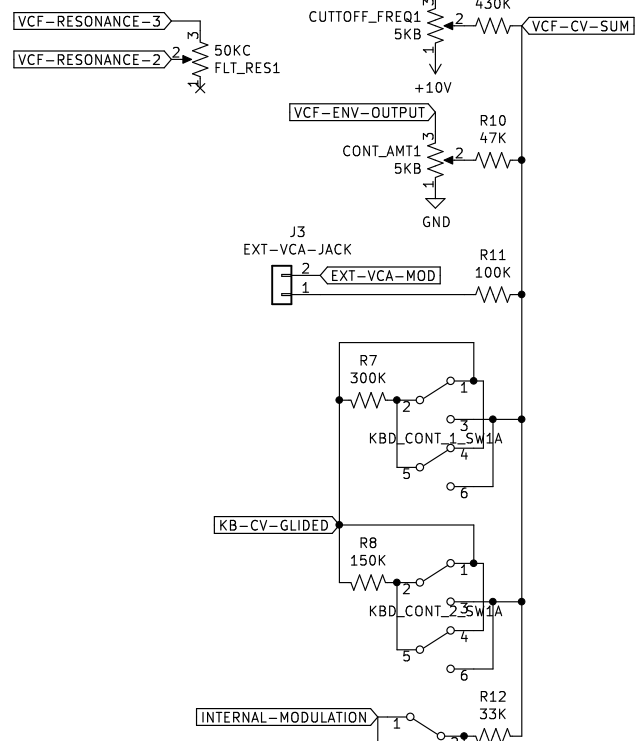 VCF-RESONANCE-3
3
VCF-RESONANCE-2
2
50KC
FLT_RES1
1
CUTTOFF_FREQ1
5KB
2
1
430K
VCF-CV-SUM
+10V
VCF-ENV-OUTPUT
3
CONT_AMT1
5KB
2
1
R10
47K
GND
J3
EXT-VCA-JACK
2
EXT-VCA-MOD
1
R11
100K
R7
300K
1
2
3
KBD_CONT_1_SW1A
4
5
6
KB-CV-GLIDED
R8
150K
1
2
3
KBD_CONT_2_SW1A
4
5
6
INTERNAL-MODULATION
1
R12
33K